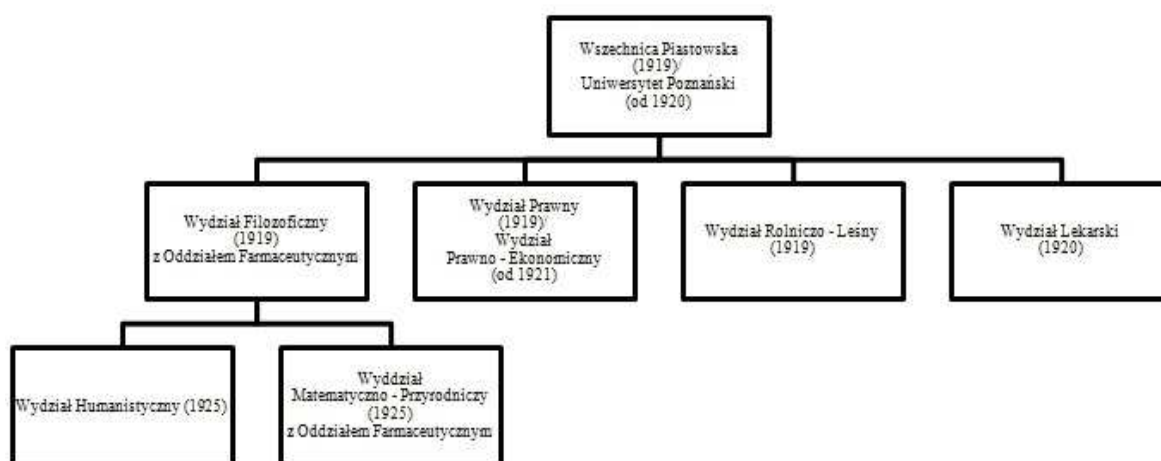 Wszechnica Piastowska
(1919)/
Uniwersytet Poznański
(od 1920)
Wydział Filozoficzny
(1919)
z Oddziałem Farmaceutycznym
Wydział Prawny
(1919)/
Wydział
Prawno - Ekonomiczny
(od 1921)
Wydział Rolniczo - Leśny
(1919)
Wydział Lekarski
(1920)
Wydział Humanistyczny (1925)
Wyddział
Matematyczno - Przyrodniczy
(1925)
z Oddziałem Farmaceutycznym